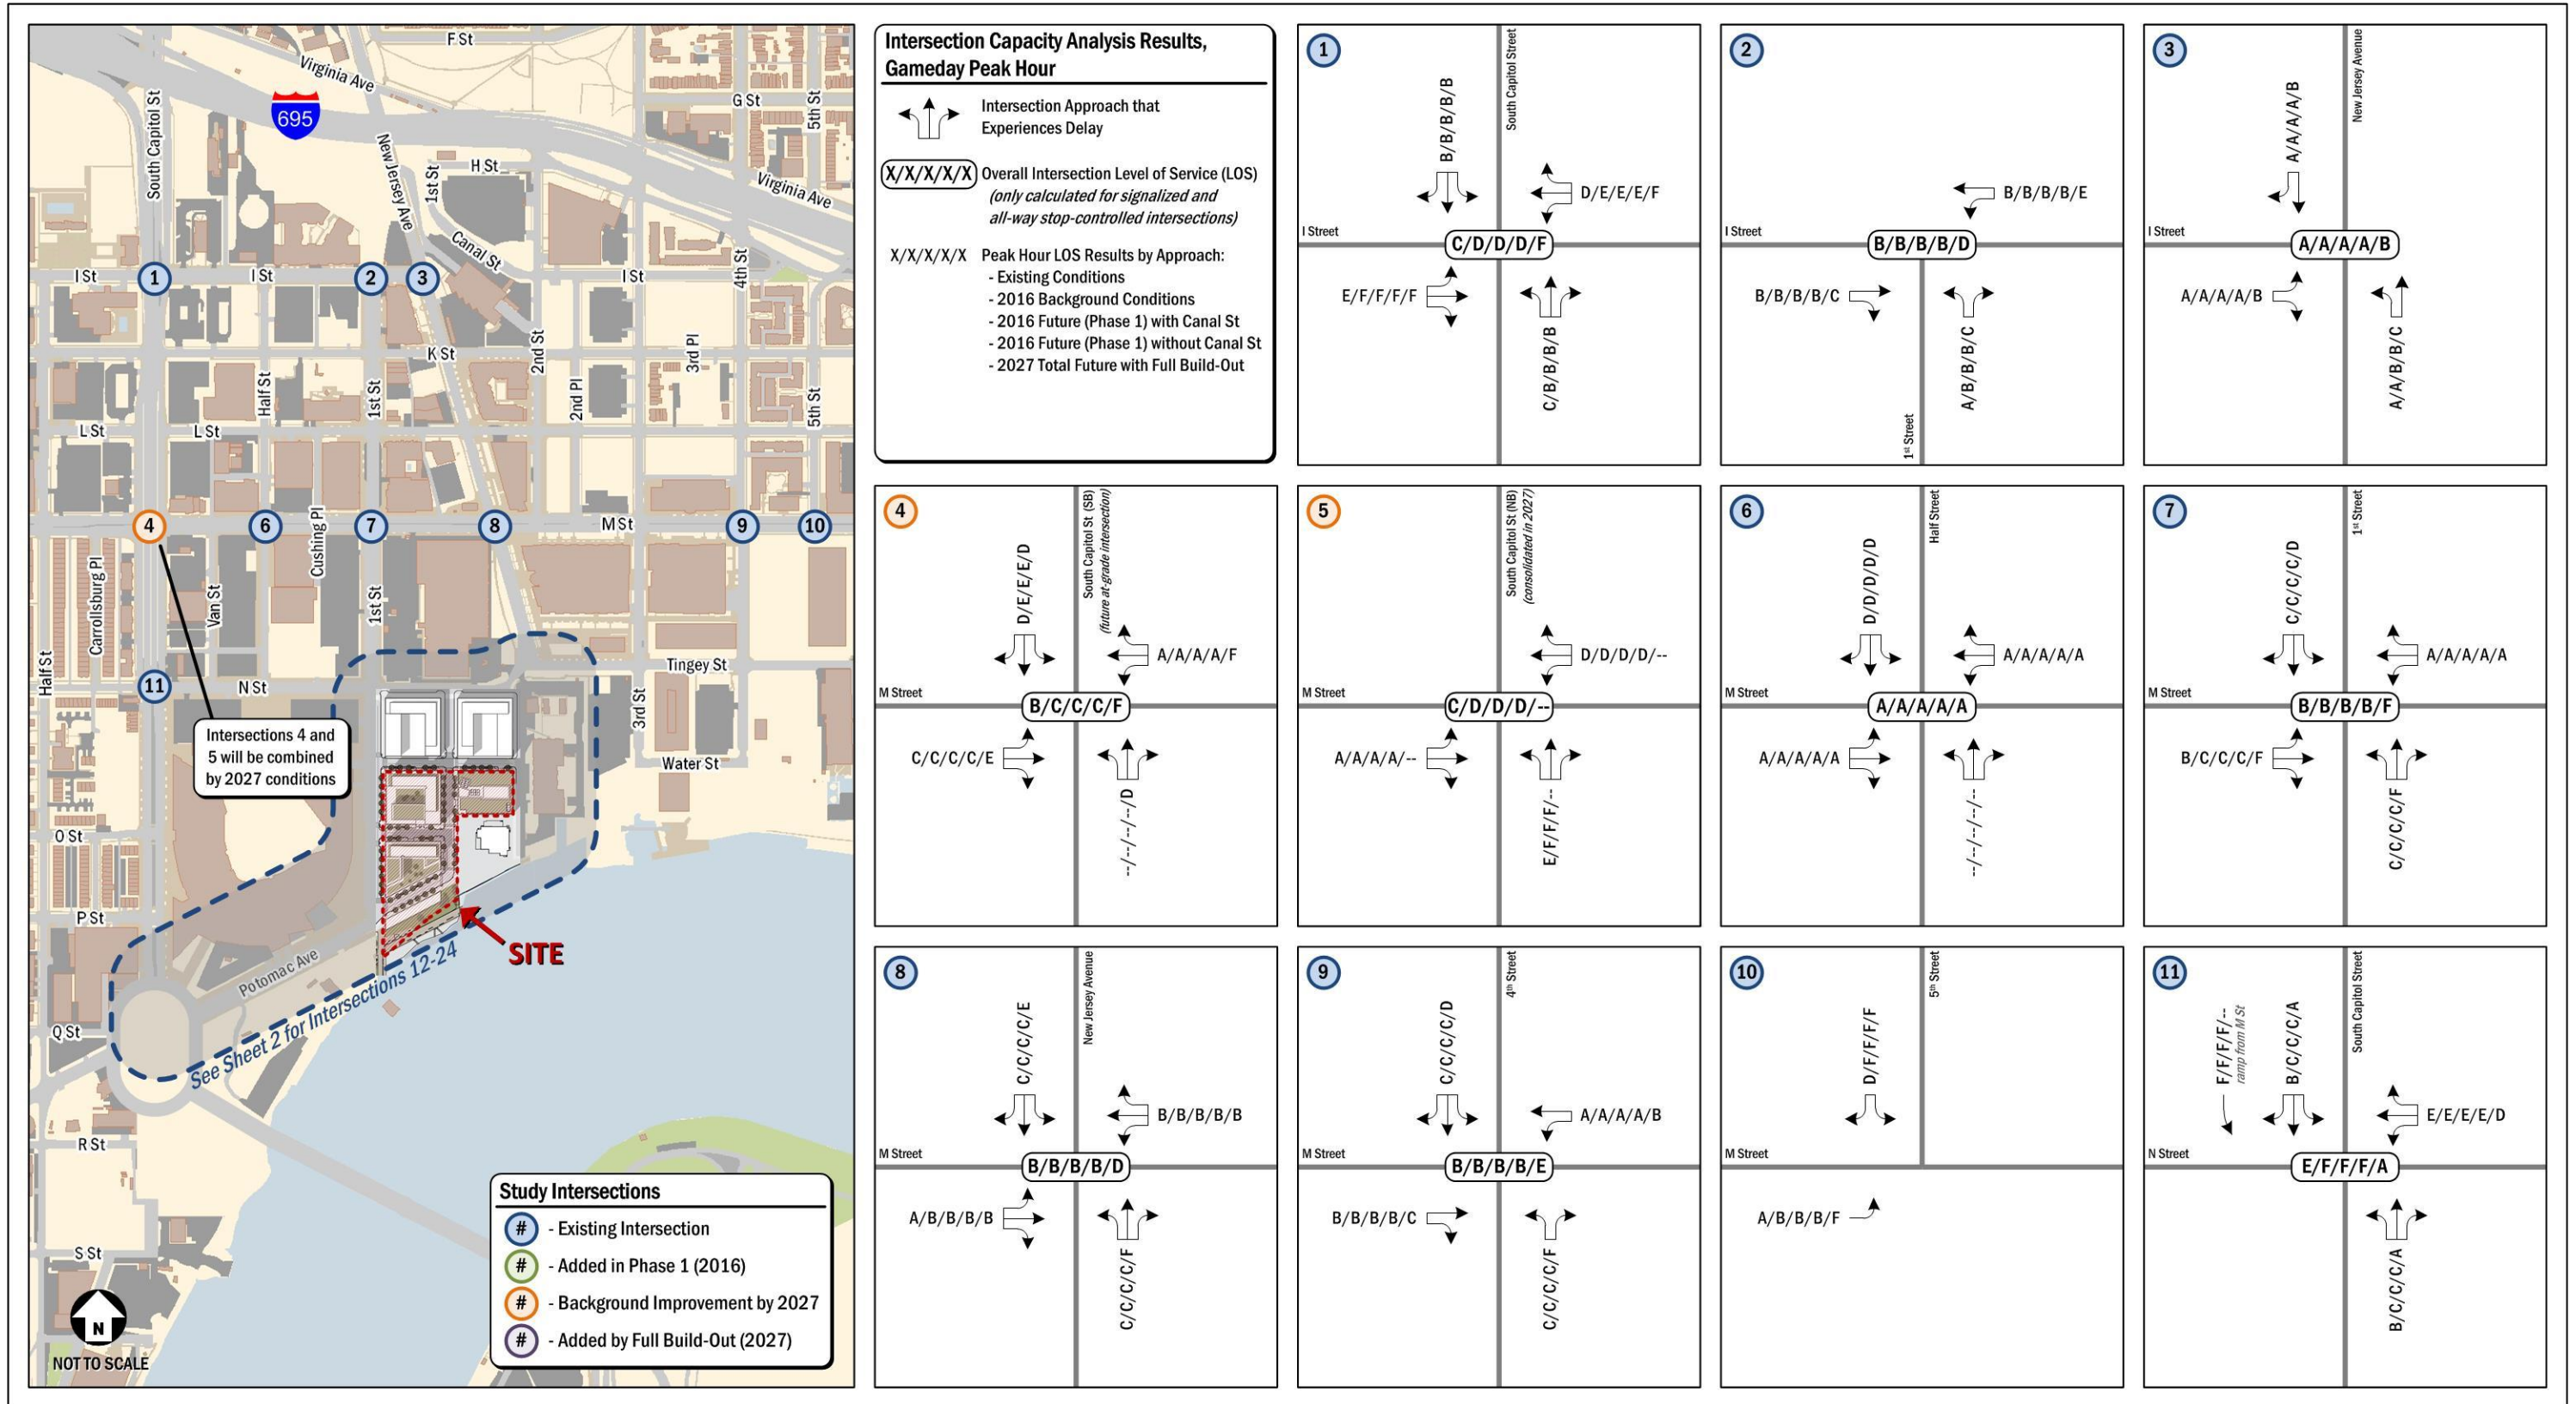 F St
Virginia Ave
695
G St
5th St
South Capitol St
New Jersey Ave
1st St
H St
Virginia Ave
Canal St
4th St
I St
1
I St
2
3
I St
2nd St
K St
3rd Pl
Half St
1st St
2nd Pl
5th St
L St
L St
4
6
Cushing Pl
7
8
M St
9
10
Carrollsburg Pl
Van St
1st St
Half St
11
N St
Tingey St
3rd St
Intersections 4 and
5 will be combined
by 2027 conditions
Water St
O St
P St
SITE
Potomac Ave
See Sheet 2 for Intersections 12-24
Q St
R St
S St
N
NOT TO SCALE
Study Intersections
# - Existing Intersection
# - Added in Phase 1 (2016)
# - Background Improvement by 2027
# - Added by Full Build-Out (2027)
Intersection Capacity Analysis Results,
Gameday Peak Hour
Intersection Approach that
Experiences Delay
X/X/X/X/X Overall Intersection Level of Service (LOS)
(only calculated for signalized and
all-way stop-controlled intersections)
X/X/X/X/X Peak Hour LOS Results by Approach:
- Existing Conditions
- 2016 Background Conditions
- 2016 Future (Phase 1) with Canal St
- 2016 Future (Phase 1) without Canal St
- 2027 Total Future with Full Build-Out
1
South Capitol Street
B/B/B/B/B
D/E/E/E/F
I Street
C/D/D/D/F
E/F/F/F/F
C/B/B/B/B
2
B/B/B/B/E
I Street
B/B/B/B/D
B/B/B/B/C
A/B/B/B/C
1st Street
3
New Jersey Avenue
A/A/A/A/B
I Street
A/A/A/A/B
A/A/A/A/B
A/A/B/B/C
4
South Capitol St (SB)
(future at-grade intersection)
D/E/E/E/D
A/A/A/A/F
M Street
B/C/C/C/F
C/C/C/C/E
--/--/--/--/D
5
South Capitol St (NB)
(consolidated in 2027)
D/D/D/D/--
M Street
C/D/D/D/--
A/A/A/A/--
E/F/F/F/--
6
Half Street
D/D/D/D/D
A/A/A/A/A
M Street
A/A/A/A/A
A/A/A/A/A
--/--/--/--/--
7
1st Street
C/C/C/C/D
A/A/A/A/A
M Street
B/B/B/B/F
B/C/C/C/F
C/C/C/C/F
8
New Jersey Avenue
C/C/C/C/E
B/B/B/B/B
M Street
B/B/B/B/D
A/B/B/B/B
C/C/C/C/F
9
4th Street
C/C/C/C/D
A/A/A/A/B
M Street
B/B/B/B/E
B/B/B/B/C
C/C/C/C/F
10
5th Street
D/F/F/F/F
M Street
A/B/B/B/F
11
South Capitol Street
F/F/F/F/--
ramp from M St
B/C/C/C/A
E/E/E/E/D
N Street
E/F/F/F/A
B/C/C/C/A